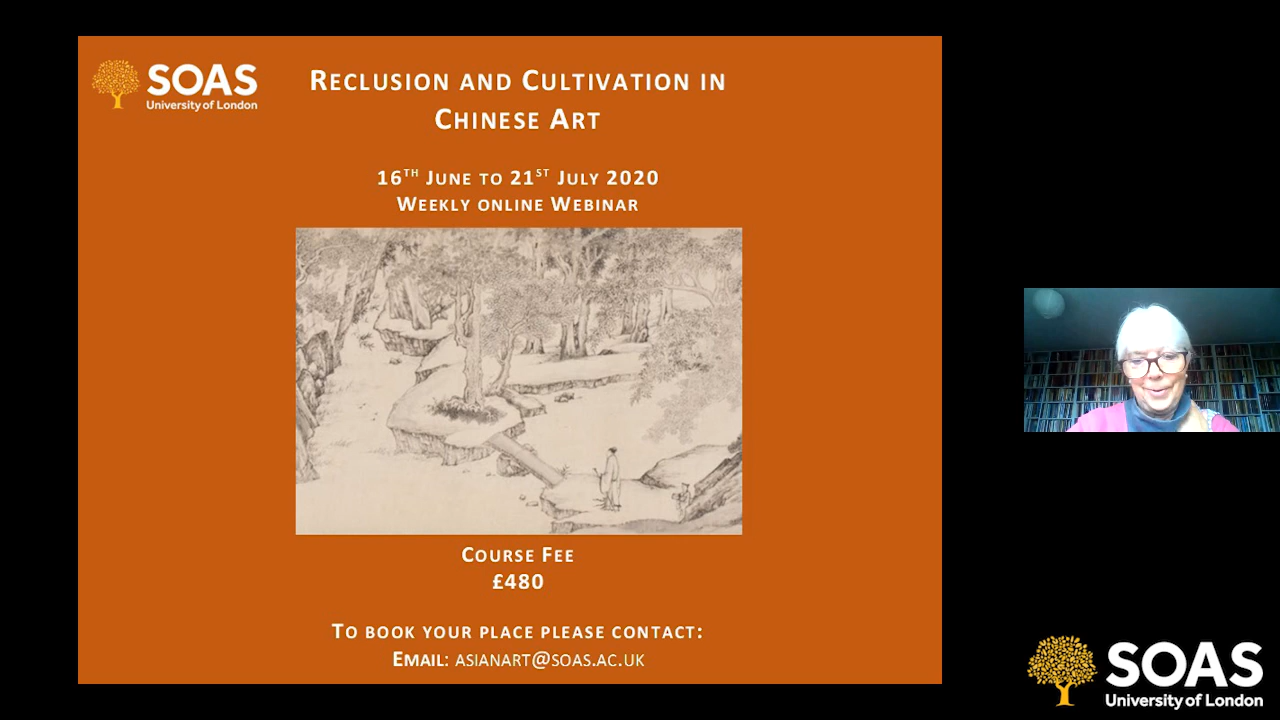 SOAS
University of London
RECLUSION AND CULTIVATION IN
CHINESE ART
16TH JUNE TO 21ST JULY 2020
WEEKLY ONLINE WEBINAR
COURSE FEE
£480
TO BOOK YOUR PLACE PLEASE CONTACT:
EMAIL: ASIANART@SOAS.AC.UK
SOAS
University of London